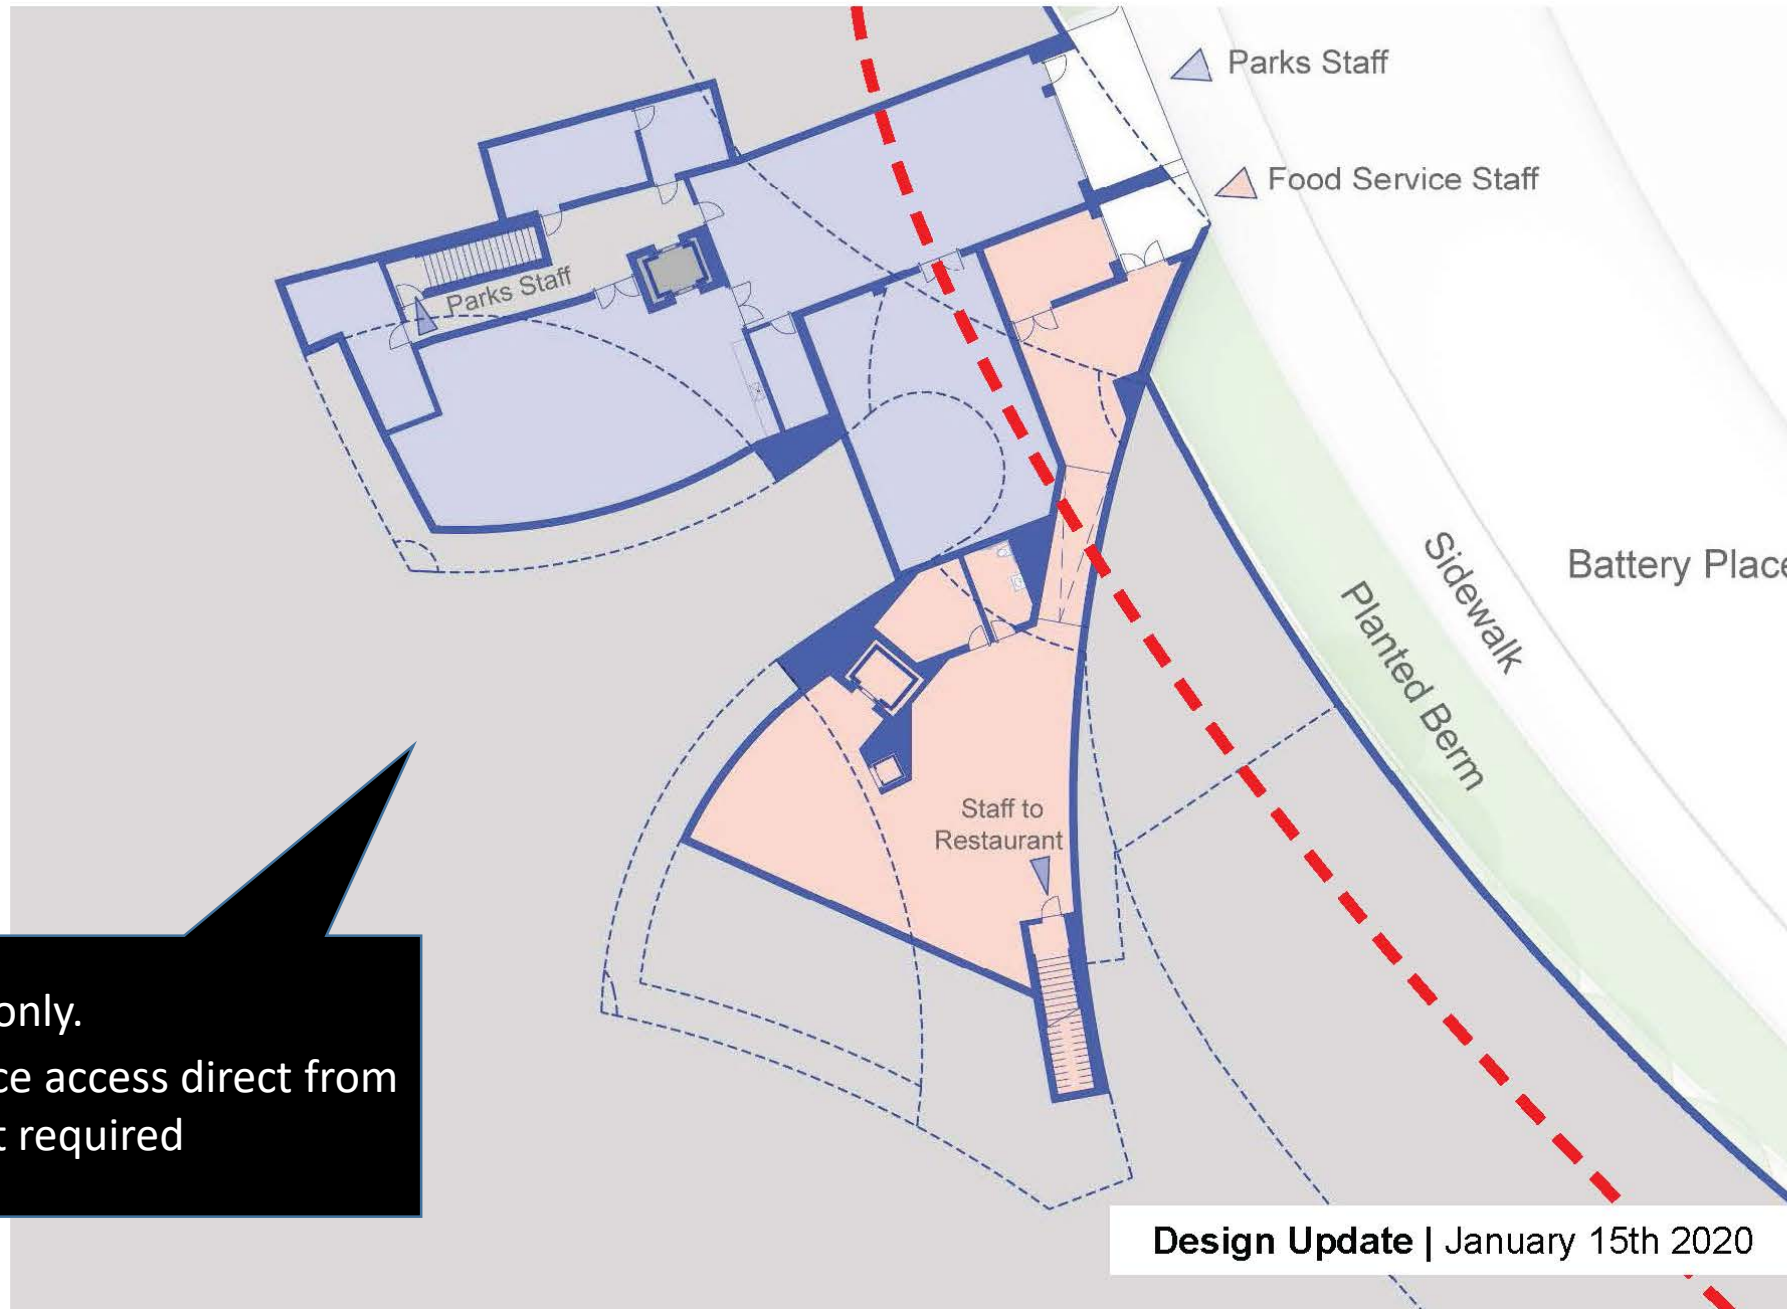 Parks Staff
Food Service Staff
Parks Staff
Sidewalk
Battery Place
Planted Berm
Staff to
Restaurant
only.
access direct from
required
Design Update | January 15th 2020